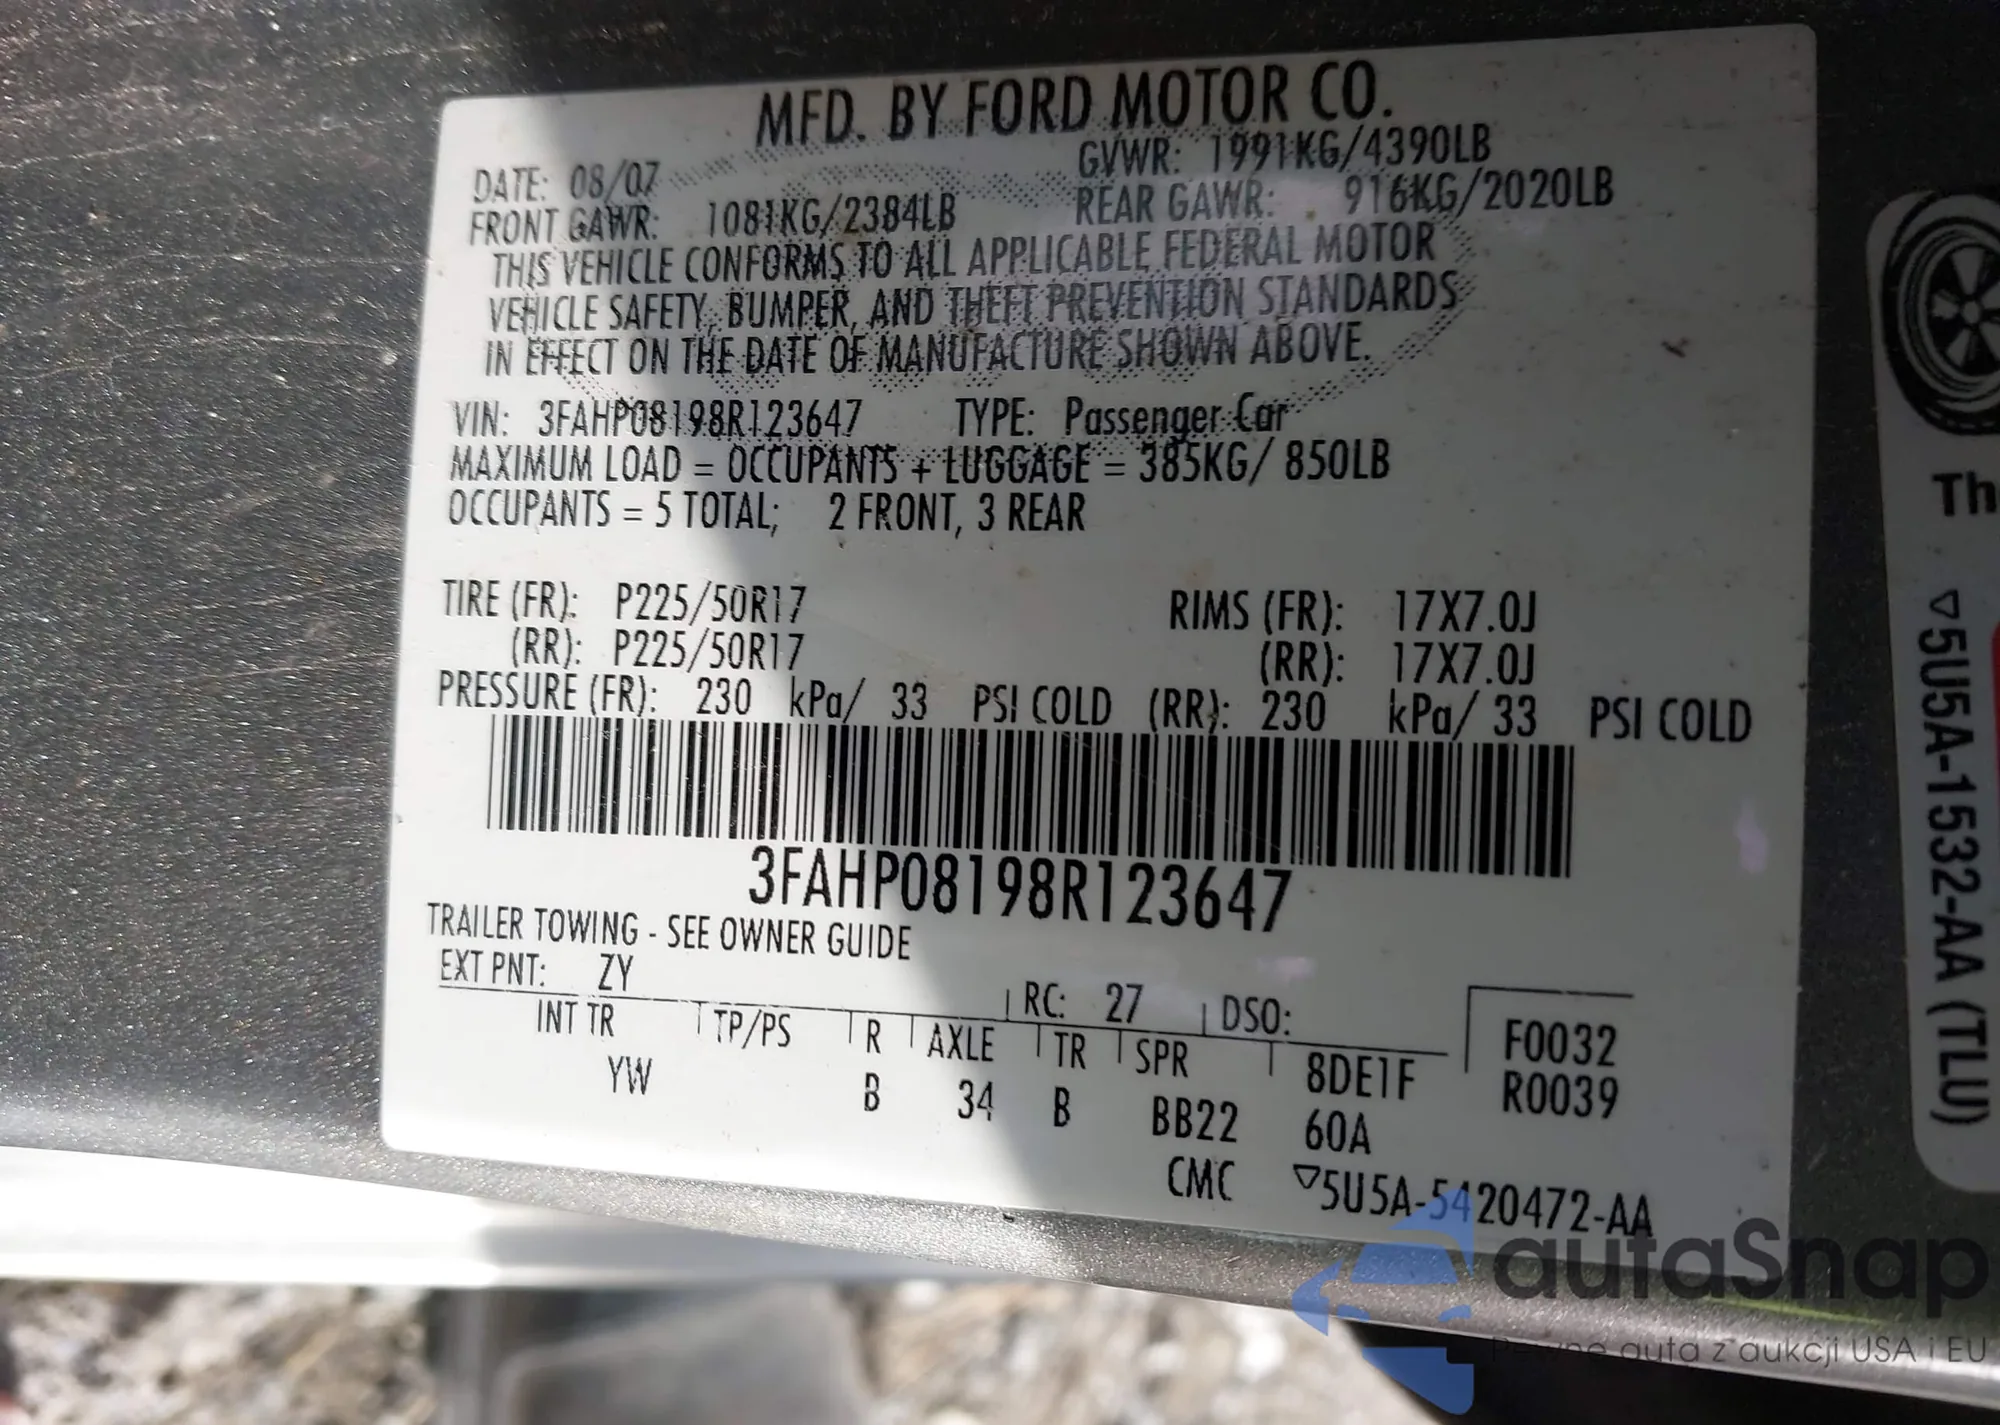 MFD. BY FORD MOTOR CO.
DATE: 08/07 GVWR: 1991KG/4390LB
FRONT GAWR: 1081KG/2384LB REAR GAWR: 916KG/2020LB
THIS VEHICLE CONFORMS TO ALL APPLICABLE FEDERAL MOTOR
VEHICLE SAFETY, BUMPER, AND THEFT PREVENTION STANDARDS
IN EFFECT ON THE DATE OF MANUFACTURE SHOWN ABOVE.
VIN: 3FAHP08198R123647 TYPE: Passenger Car
MAXIMUM LOAD = OCCUPANTS + LUGGAGE = 385KG/ 850LB
OCCUPANTS = 5 TOTAL; 2 FRONT, 3 REAR
TIRE (FR): P225/50R17 RIMS (FR): 17X7.0J
(RR): P225/50R17 (RR): 17X7.0J
PRESSURE (FR): 230 kPa/ 33 PSI COLD (RR): 230 kPa/ 33 PSI COLD
3FAHP08198R123647
TRAILER TOWING - SEE OWNER GUIDE
EXT PNT: ZY RC: 27 DSO:
INT TR TP/PS R AXLE TR SPR 8DE1F F0032
YW B 34 B BB22 60A R0039
CMC ▽5U5A-5420472-AA
Th
▽5U5A-1532-AA (TLU)
autaSnap
Pewne auta z aukcji USA i EU